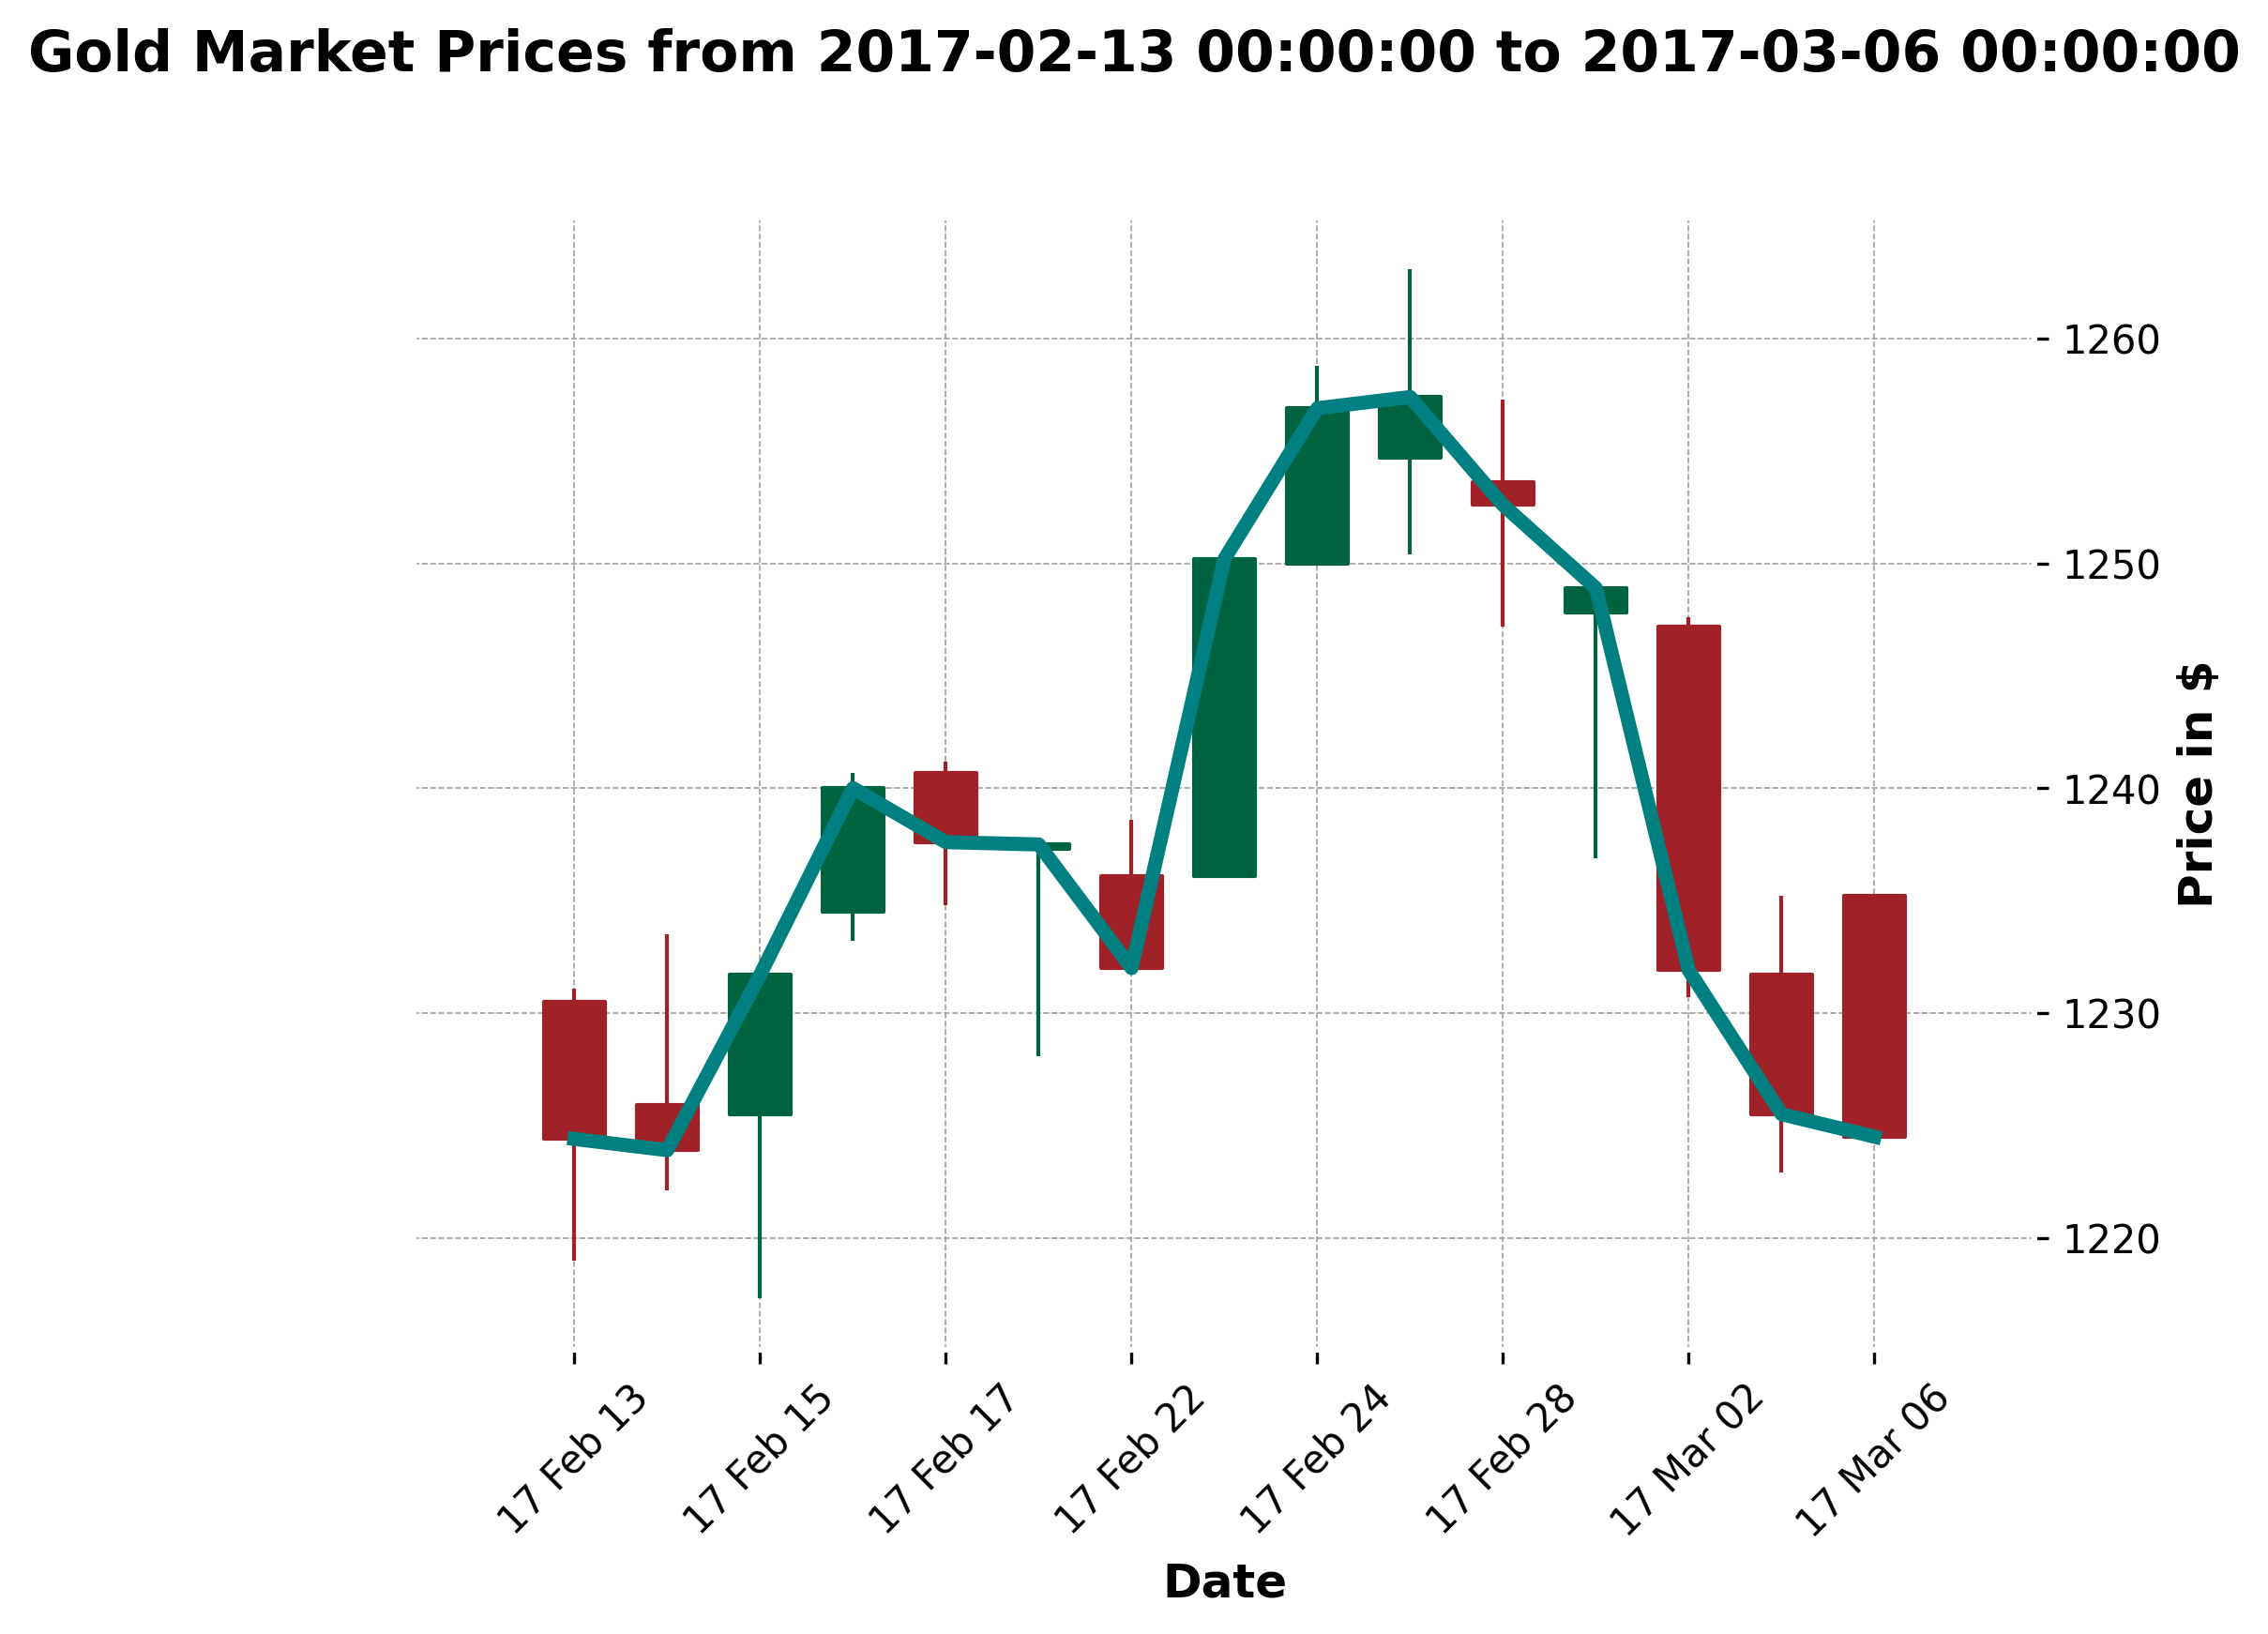 Gold Market Prices from 2017-02-13 00:00:00 to 2017-03-06 00:00:00
1260
1250
1240
1230
1220
Price in $
17 Feb 13
17 Feb 15
17 Feb 17
17 Feb 22
17 Feb 24
17 Feb 28
17 Mar 02
17 Mar 06
Date